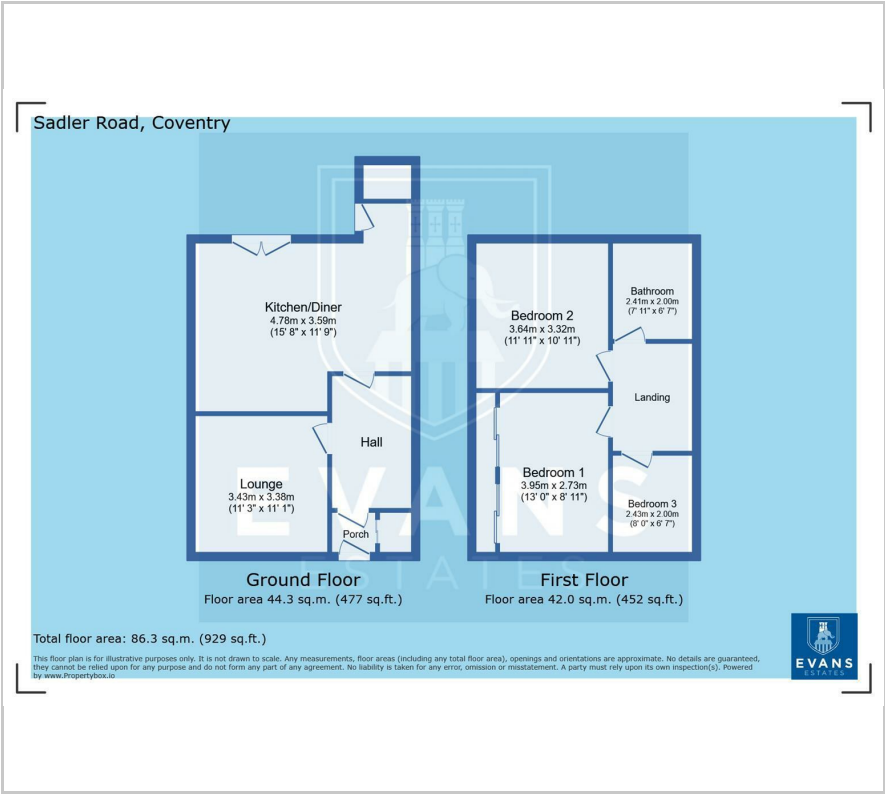 Sadler Road, Coventry
Kitchen/Diner
4.78m x 3.59m
(15' 8" x 11' 9")
Hall
Lounge
3.43m x 3.38m
(11' 3" x 11' 1")
Porch
Bedroom 2
3.64m x 3.32m
(11' 11" x 10' 11")
Bathroom
2.41m x 2.00m
(7' 11" x 6' 7")
Landing
Bedroom 1
3.95m x 2.73m
(13' 0" x 8' 11")
Bedroom 3
2.43m x 2.00m
(8' 0" x 6' 7")
EVANS
ESTATES
Ground Floor
Floor area 44.3 sq.m. (477 sq.ft.)
First Floor
Floor area 42.0 sq.m. (452 sq.ft.)
Total floor area: 86.3 sq.m. (929 sq.ft.)
This floor plan is for illustrative purposes only. It is not drawn to scale. Any measurements, floor areas (including any total floor area), openings and orientations are approximate. No details are guaranteed,
they cannot be relied upon for any purpose and do not form any part of any agreement. No liability is taken for any error, omission or misstatement. A party must rely upon its own inspection(s). Powered
by www.Propertybox.io
EVANS
ESTATES